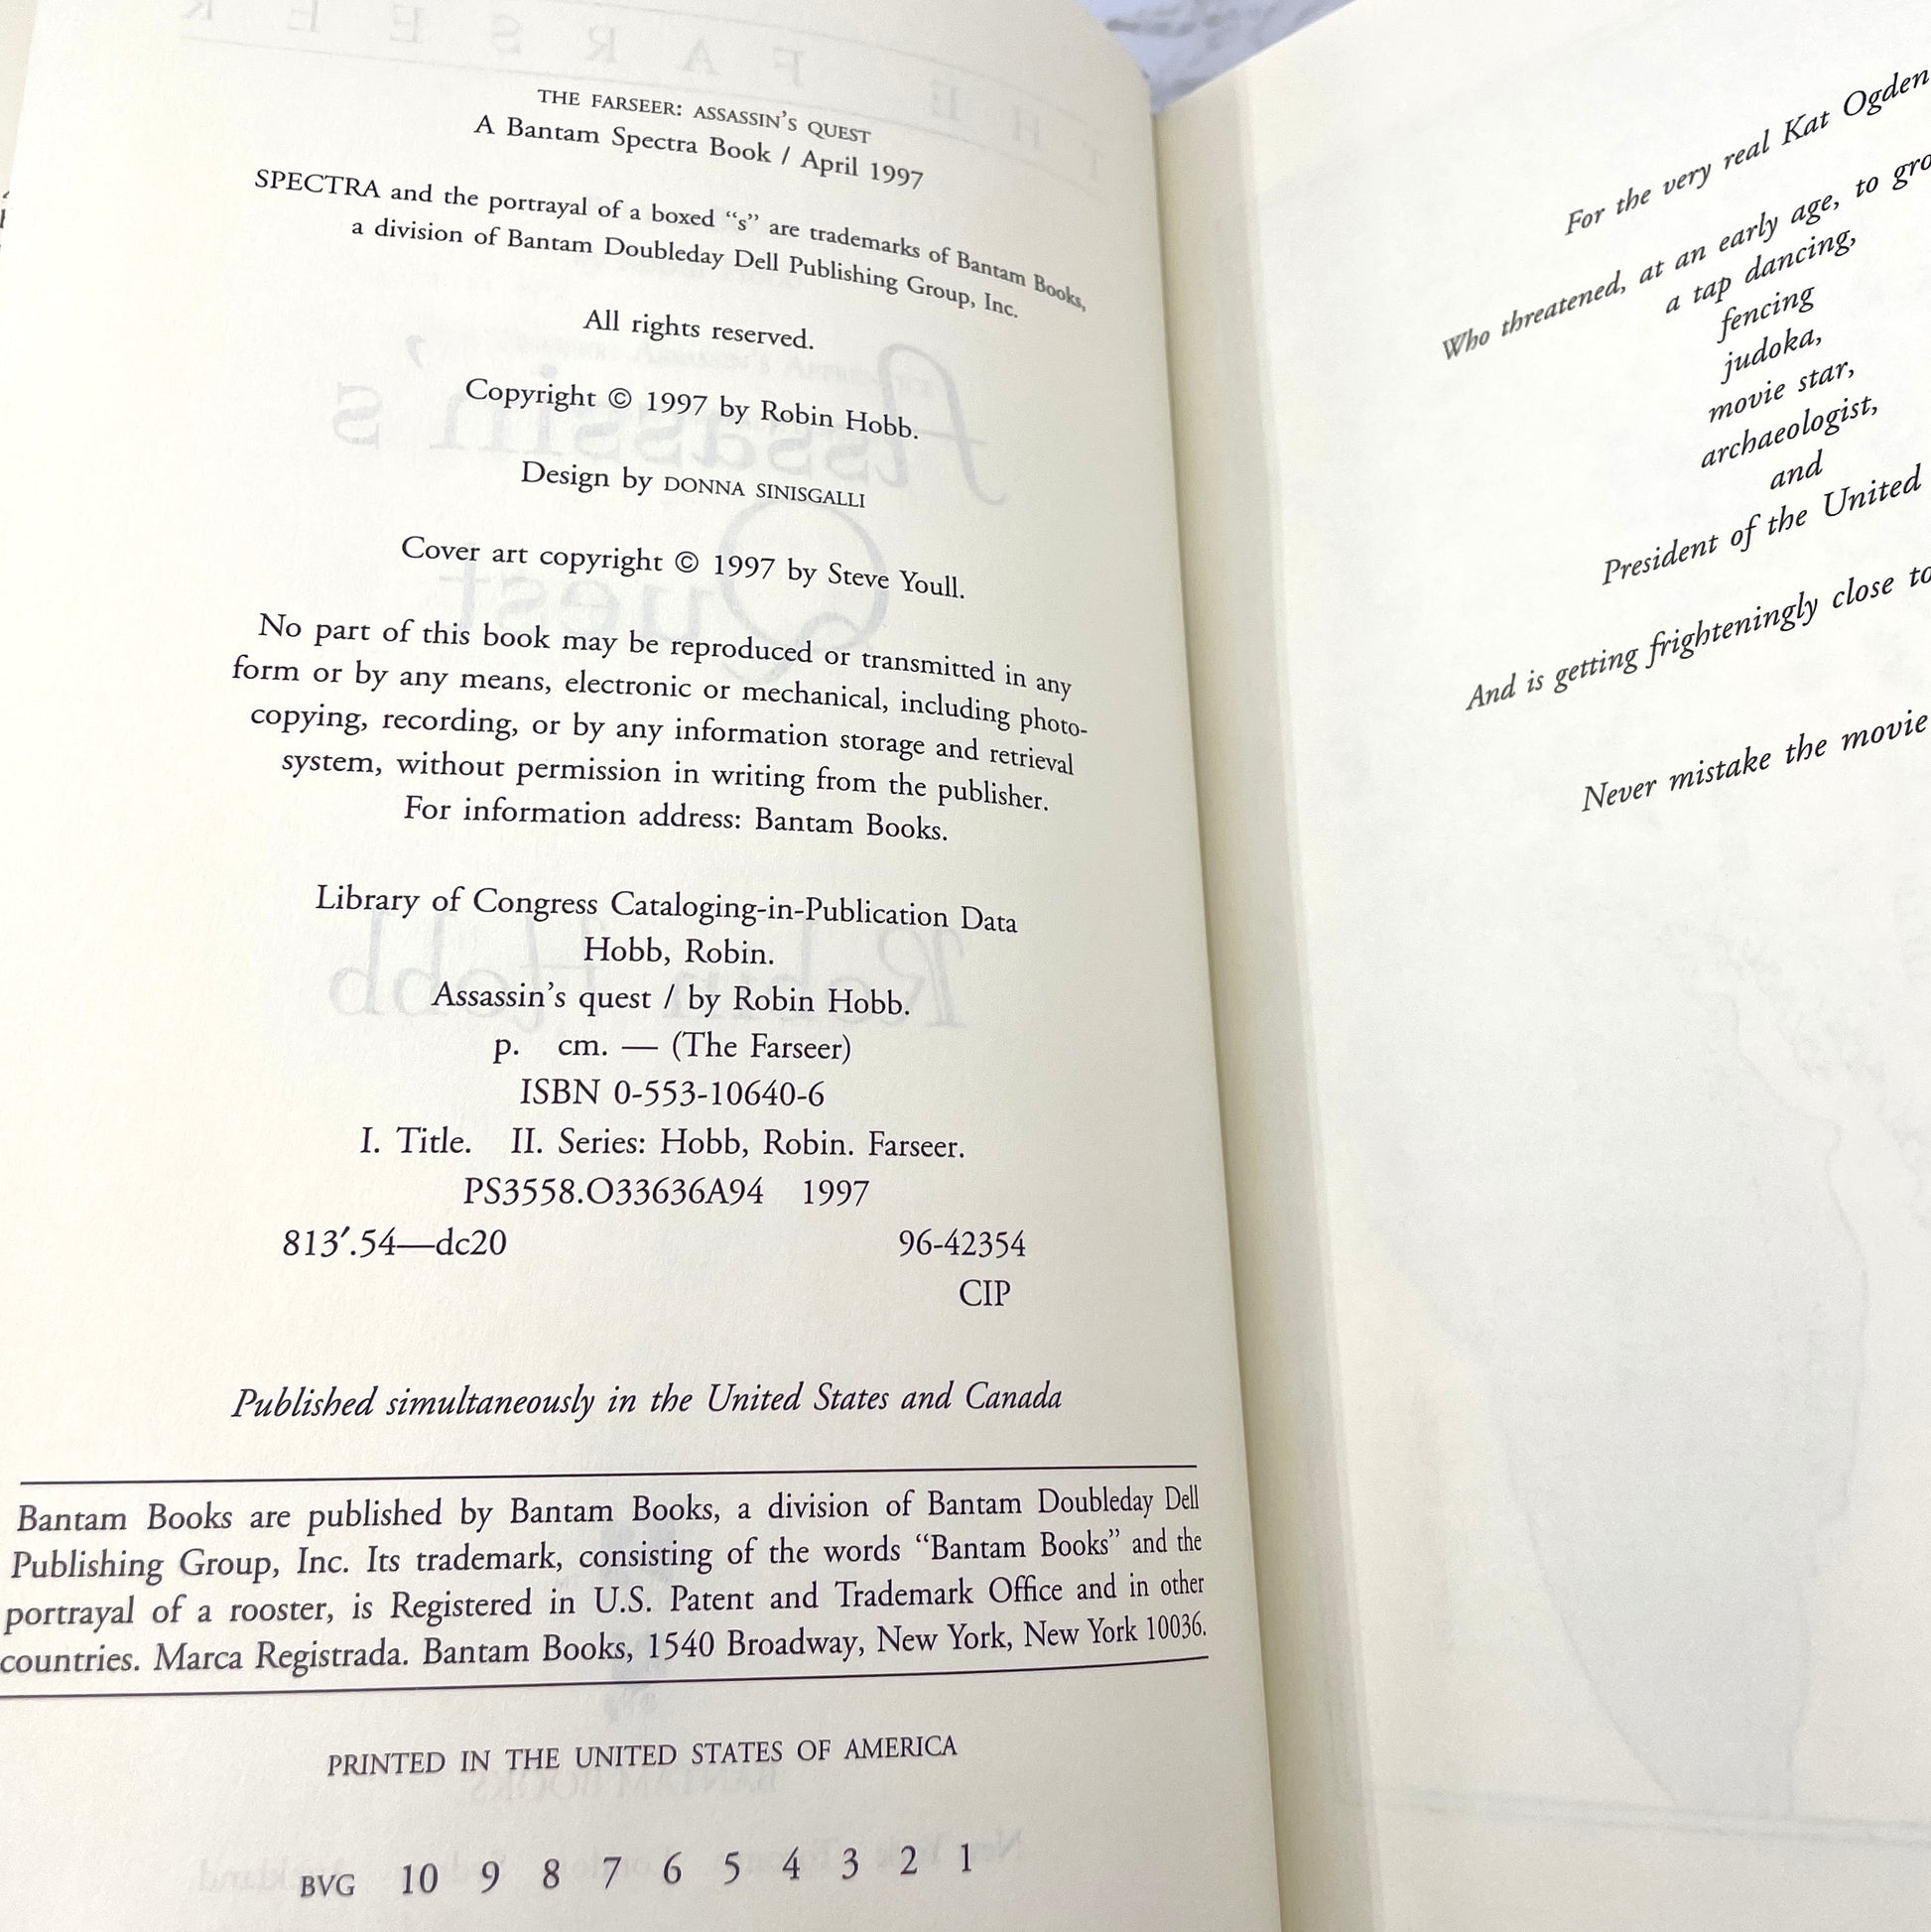 THE FARSEER: ASSASSIN'S QUEST
A Bantam Spectra Book / April 1997
SPECTRA and the portrayal of a boxed “s” are trademarks of Bantam Books,
a division of Bantam Doubleday Dell Publishing Group, Inc.
All rights reserved.
Copyright © 1997 by Robin Hobb.
Design by DONNA SINISGALLI
Cover art copyright © 1997 by Steve Youll.
No part of this book may be reproduced or transmitted in any
form or by any means, electronic or mechanical, including photo-
copying, recording, or by any information storage and retrieval
system, without permission in writing from the publisher.
For information address: Bantam Books.
Library of Congress Cataloging-in-Publication Data
Hobb, Robin.
Assassin's quest / by Robin Hobb.
p. cm. — (The Farseer)
ISBN 0-553-10640-6
I. Title. II. Series: Hobb, Robin. Farseer.
PS3558.O33636A94 1997
813′.54—dc20 96-42354
CIP
Published simultaneously in the United States and Canada
Bantam Books are published by Bantam Books, a division of Bantam Doubleday Dell
Publishing Group, Inc. Its trademark, consisting of the words “Bantam Books” and the
portrayal of a rooster, is Registered in U.S. Patent and Trademark Office and in other
countries. Marca Registrada. Bantam Books, 1540 Broadway, New York, New York 10036.
PRINTED IN THE UNITED STATES OF AMERICA
BVG 10 9 8 7 6 5 4 3 2 1
For the very real Kat Ogden
Who threatened, at an early age, to gro
a tap dancing,
fencing
judoka,
movie star,
archaeologist,
and
President of the United
And is getting frighteningly close to
Never mistake the movie